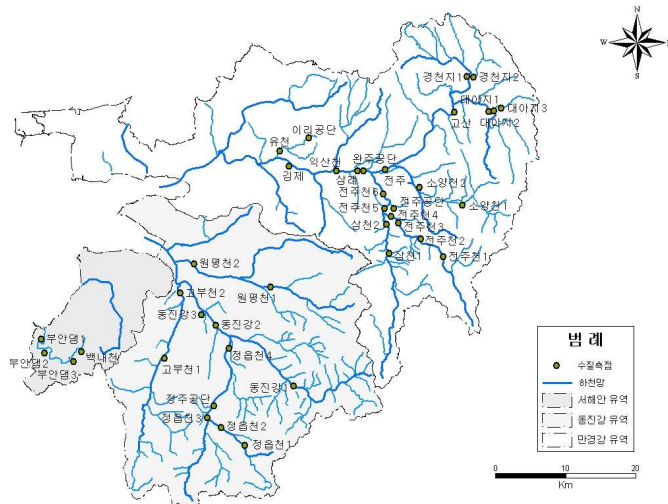 N
W
E
S
경천지1
경천지2
대아지1
대아지3
고산
대아지2
이리공단
유천
익산천
완주공단
김제
삼례
전주
소양천2
전주천6
전주공단
소양천1
전주천5
전주천4
삼천2
전주천3
전주천2
삼천1
전주천1
원평천2
원평천1
고부천2
동진강3
동진강2
부안댐1
백내천
부안댐2
부안댐3
정읍천4
고부천1
동진강1
정주공단
정읍천3
정읍천2
정읍천1
범 례
수질측점
하천망
서해안 유역
동진강 유역
만경강 유역
0 10 20
Km